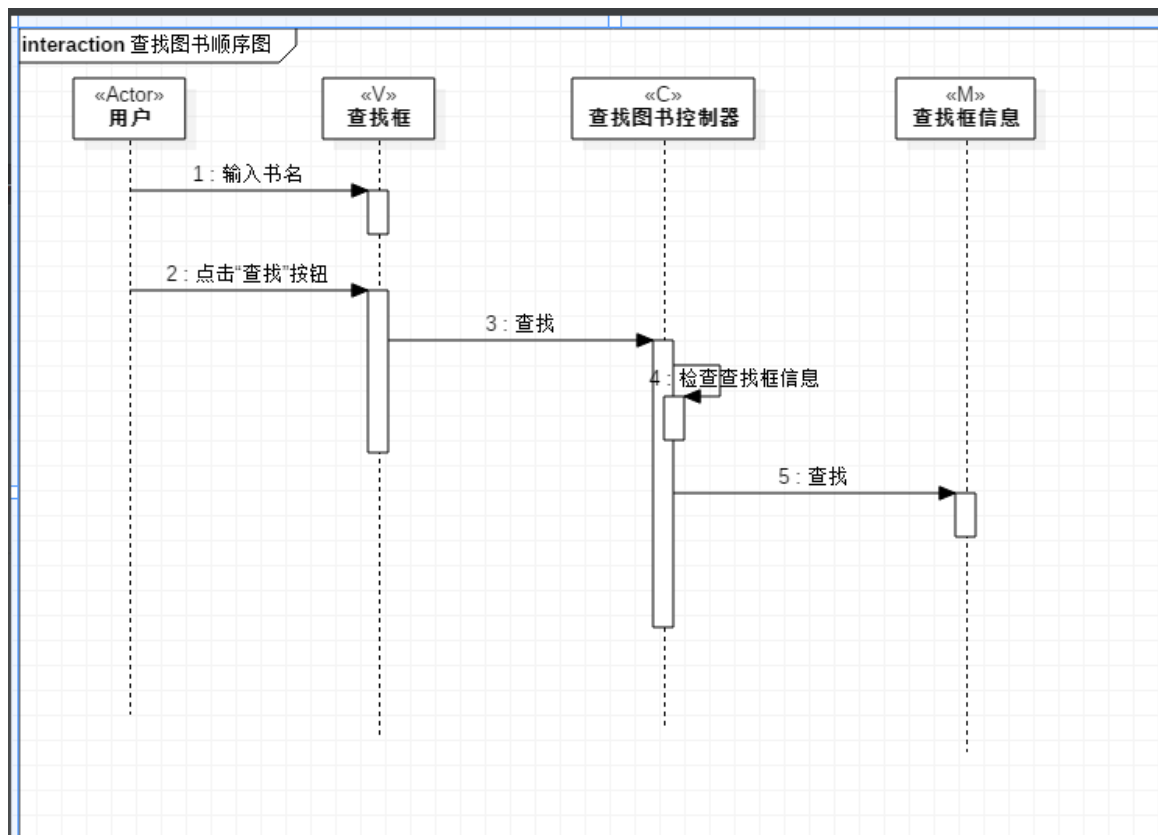 interaction 查找图书顺序图
«Actor»
用户
«V»
查找框
«C»
查找图书控制器
«M»
查找框信息
1 : 输入书名
2 : 点击“查找”按钮
3 : 查找
4 : 检查查找框信息
5 : 查找